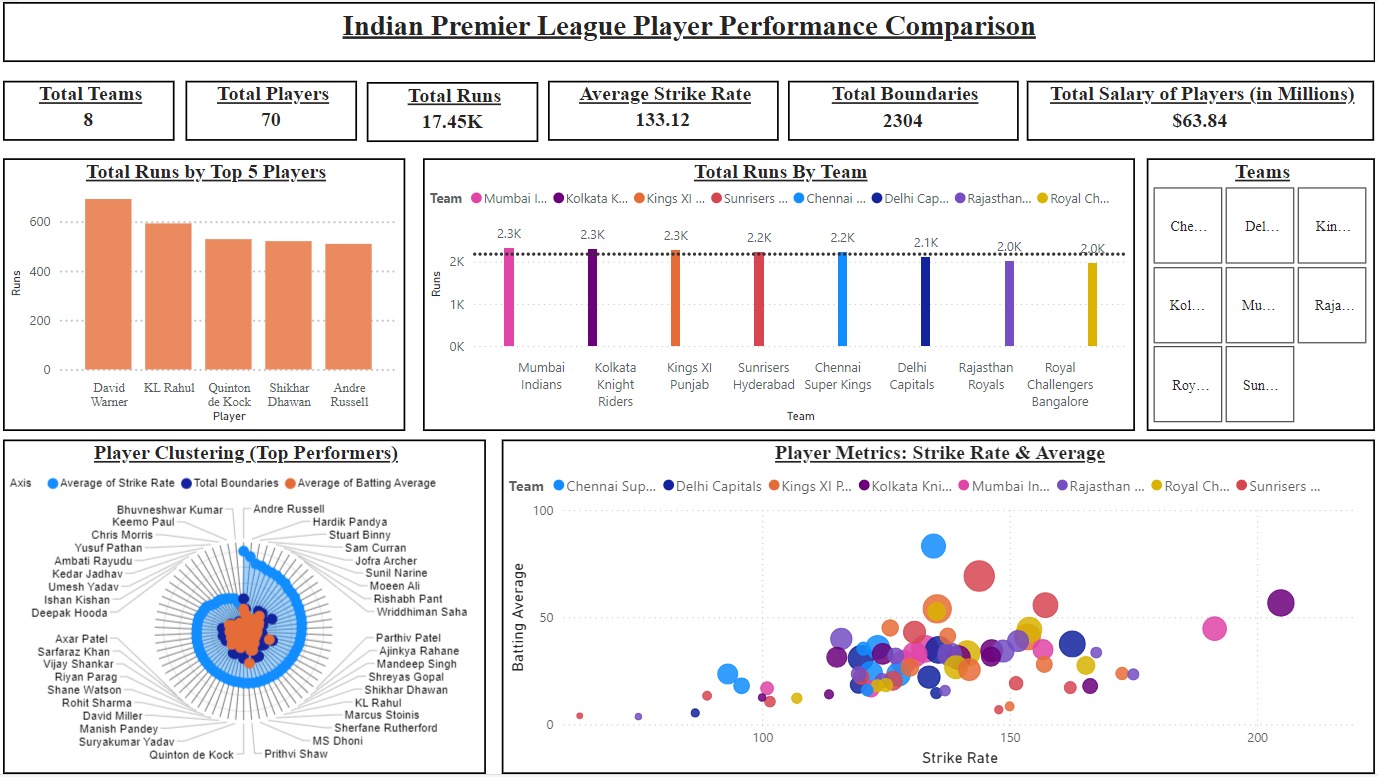 Indian Premier League Player Performance Comparison
Total Teams
8
Total Players
70
Total Runs
17.45K
Average Strike Rate
133.12
Total Boundaries
2304
Total Salary of Players (in Millions)
$63.84
Total Runs by Top 5 Players
Runs
600
400
200
0
David Warner
KL Rahul
Quinton de Kock
Shikhar Dhawan
Andre Russell
Player
Total Runs By Team
Team Mumbai I... Kolkata K... Kings XI ... Sunrisers ... Chennai ... Delhi Cap... Rajasthan... Royal Ch...
Runs
2K
1K
0K
2.3K 2.3K 2.3K 2.2K 2.2K 2.1K 2.0K 2.0K
Mumbai Indians
Kolkata Knight Riders
Kings XI Punjab
Sunrisers Hyderabad
Chennai Super Kings
Delhi Capitals
Rajasthan Royals
Royal Challengers Bangalore
Team
Teams
Che... Del... Kin...
Kol... Mu... Raja...
Roy... Sun...
Player Clustering (Top Performers)
Axis Average of Strike Rate Total Boundaries Average of Batting Average
Bhuvneshwar Kumar
Keemo Paul
Chris Morris
Yusuf Pathan
Ambati Rayudu
Kedar Jadhav
Umesh Yadav
Ishan Kishan
Deepak Hooda
Axar Patel
Sarfaraz Khan
Vijay Shankar
Riyan Parag
Shane Watson
Rohit Sharma
David Miller
Manish Pandey
Suryakumar Yadav
Quinton de Kock
Andre Russell
Hardik Pandya
Stuart Binny
Sam Curran
Jofra Archer
Sunil Narine
Moeen Ali
Rishabh Pant
Wriddhiman Saha
Parthiv Patel
Ajinkya Rahane
Mandeep Singh
Shreyas Gopal
Shikhar Dhawan
KL Rahul
Marcus Stoinis
Sherfane Rutherford
MS Dhoni
Prithvi Shaw
Player Metrics: Strike Rate & Average
Team Chennai Sup... Delhi Capitals Kings XI P... Kolkata Kni... Mumbai In... Rajasthan ... Royal Ch... Sunrisers ...
Batting Average
100
50
0
100 150 200
Strike Rate